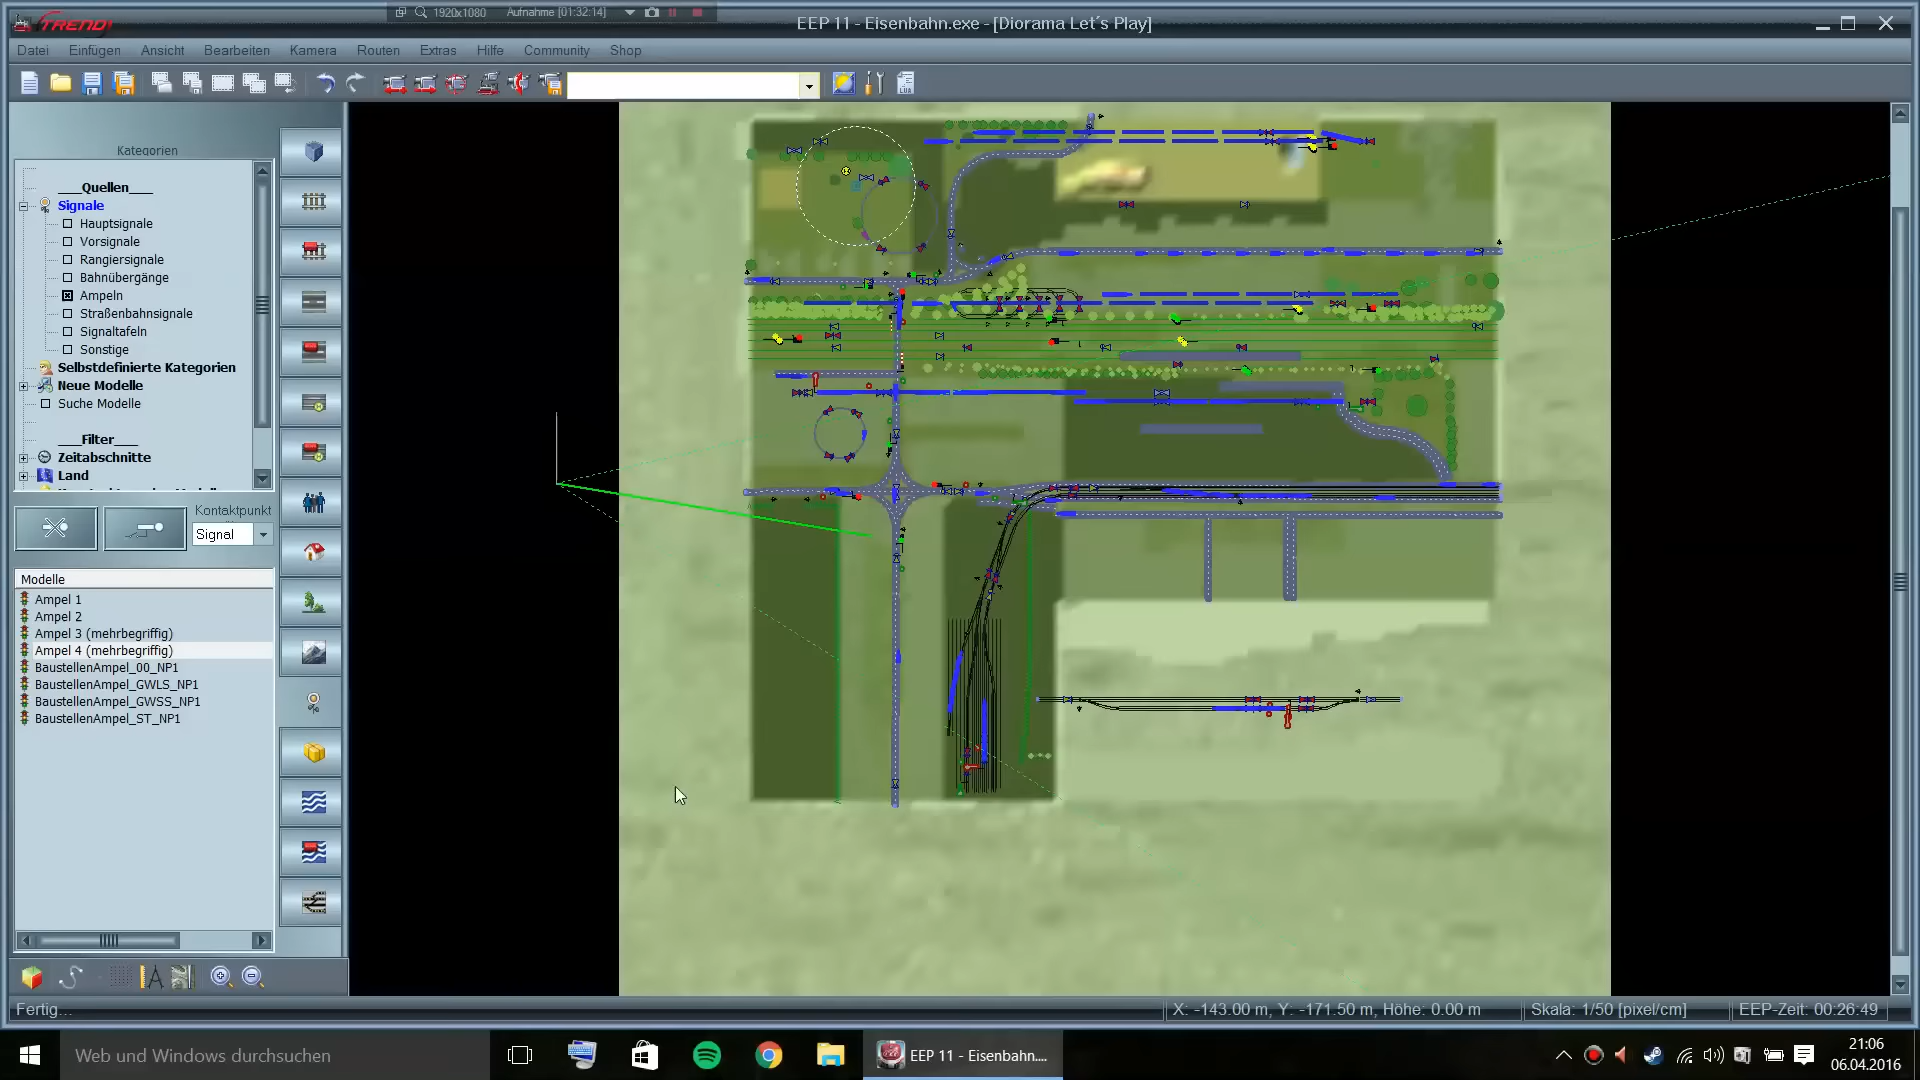 1920x1080 Aufnahme (01:32:14)
TREND
EEP 11 - Eisenbahn.exe - [Diorama Let´s Play]
Datei Einfügen Ansicht Bearbeiten Kamera Routen Extras Hilfe Community Shop
LUA
Kategorien
___Quellen___
Signale
Hauptsignale
Vorsignale
Rangiersignale
Bahnübergänge
Ampeln
Straßenbahnsignale
Signaltafeln
Sonstige
Selbstdefinierte Kategorien
Neue Modelle
Suche Modelle
___Filter___
Zeitabschnitte
Land
Kontaktpunkt
Signal
Modelle
Ampel 1
Ampel 2
Ampel 3 (mehrbegriffig)
Ampel 4 (mehrbegriffig)
BaustellenAmpel_00_NP1
BaustellenAmpel_GWLS_NP1
BaustellenAmpel_GWSS_NP1
BaustellenAmpel_ST_NP1
Fertig...
X: -143.00 m, Y: -171.50 m, Höhe: 0.00 m Skala: 1/50 [pixel/cm] EEP-Zeit: 00:26:49
Web und Windows durchsuchen
EEP 11 - Eisenbahn....
21:06
06.04.2016